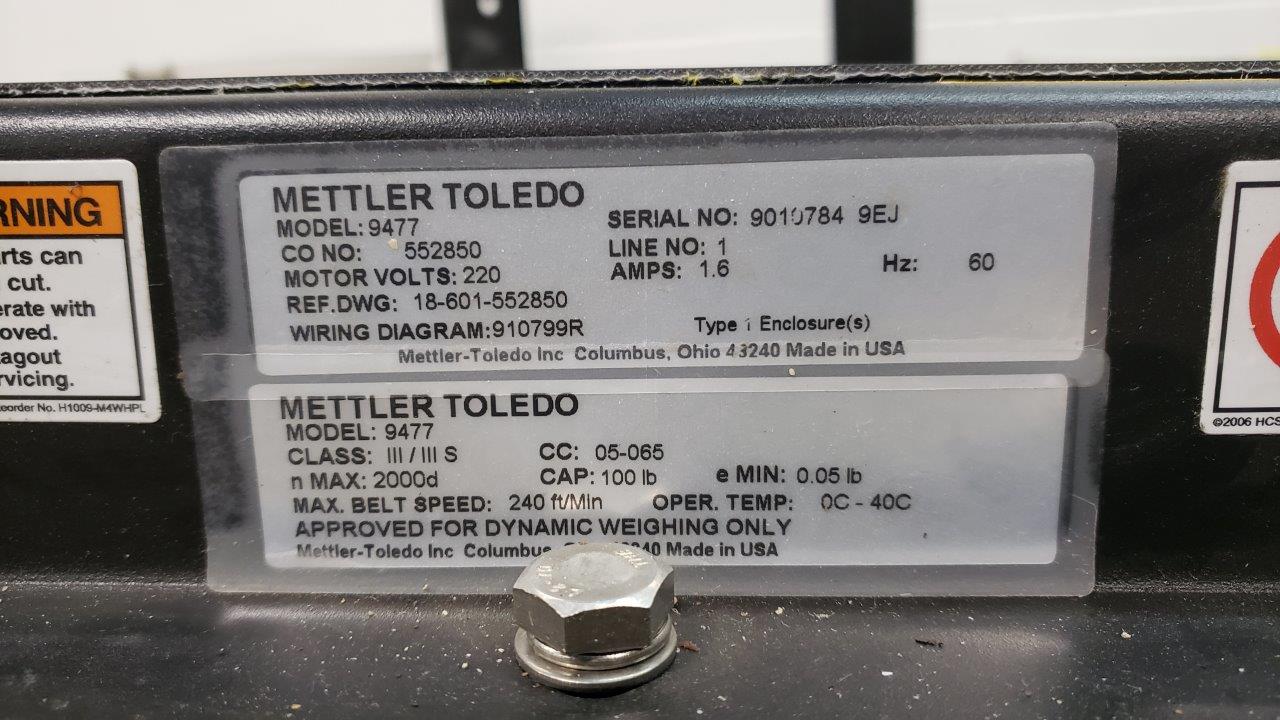 RNING
rts can
cut.
erate with
oved.
tagout
rvicing.
eorder No. H1009-M4WHPL
METTLER TOLEDO
MODEL: 9477
SERIAL NO: 9019784 9EJ
CO NO: 552850
LINE NO: 1
MOTOR VOLTS: 220
AMPS: 1.6
Hz: 60
REF.DWG: 18-601-552850
WIRING DIAGRAM:910799R
Type 1 Enclosure(s)
Mettler-Toledo Inc Columbus, Ohio 43240 Made in USA
METTLER TOLEDO
MODEL: 9477
CLASS: III / III S
CC: 05-065
n MAX: 2000d
CAP: 100 lb
e MIN: 0.05 lb
MAX. BELT SPEED: 240 ft/Min
OPER. TEMP: 0C - 40C
APPROVED FOR DYNAMIC WEIGHING ONLY
Mettler-Toledo Inc Columbus, 40 Made in USA
©2006 HCS